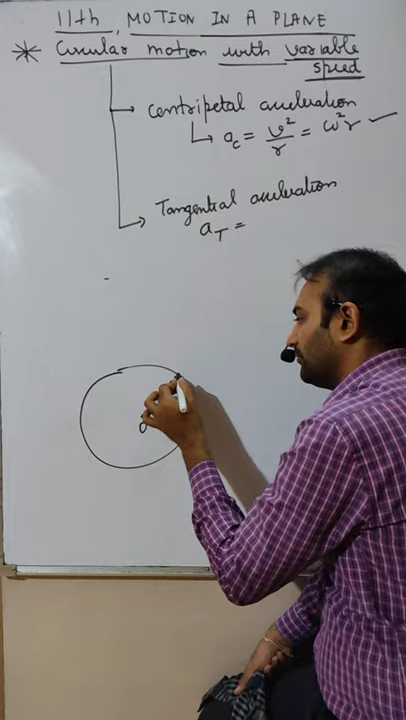 11th, MOTION IN A PLANE
* Circular motion with variable speed
Centripetal acceleration
a_c = v²/r = ω²r
Tangential acceleration
a_T =
O